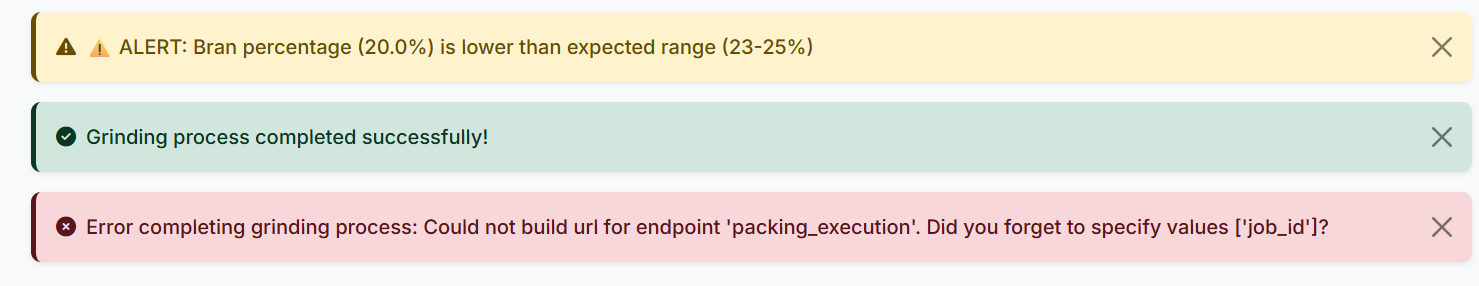 ⚠️ ALERT: Bran percentage (20.0%) is lower than expected range (23-25%)
Grinding process completed successfully!
Error completing grinding process: Could not build url for endpoint 'packing_execution'. Did you forget to specify values ['job_id']?